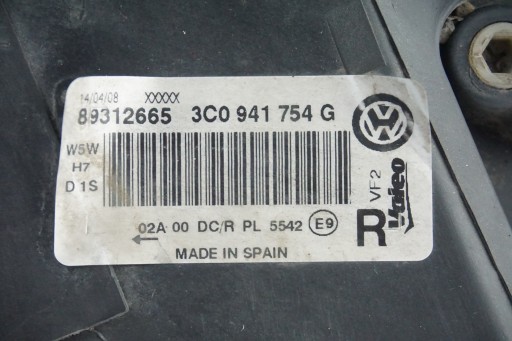 14/04/08 XXXXX
89312665 3C0 941 754 G
W5W
H7
D1S
02A 00 DC/R PL 5542 E9
MADE IN SPAIN
VF2
R Valeo